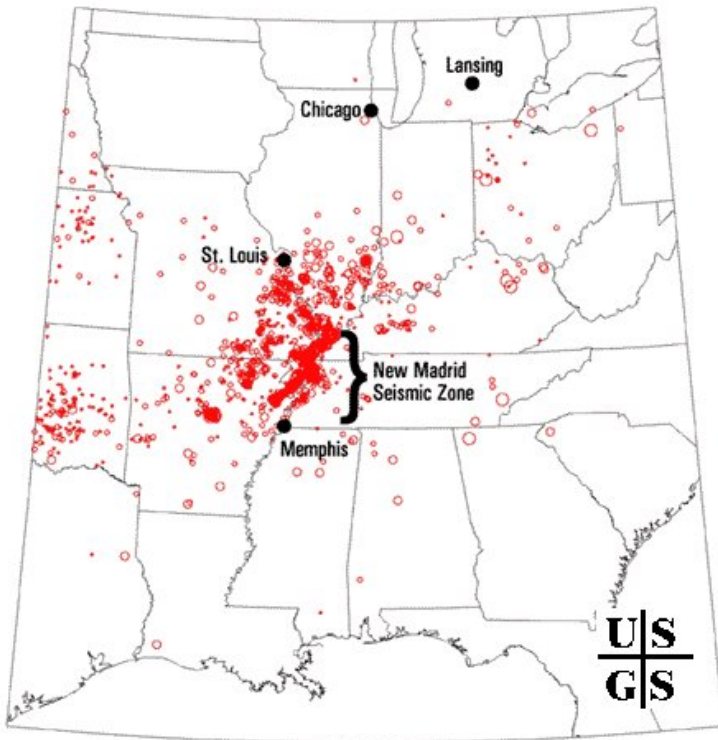 Lansing
Chicago
St. Louis
New Madrid
Seismic Zone
Memphis
U S
G S